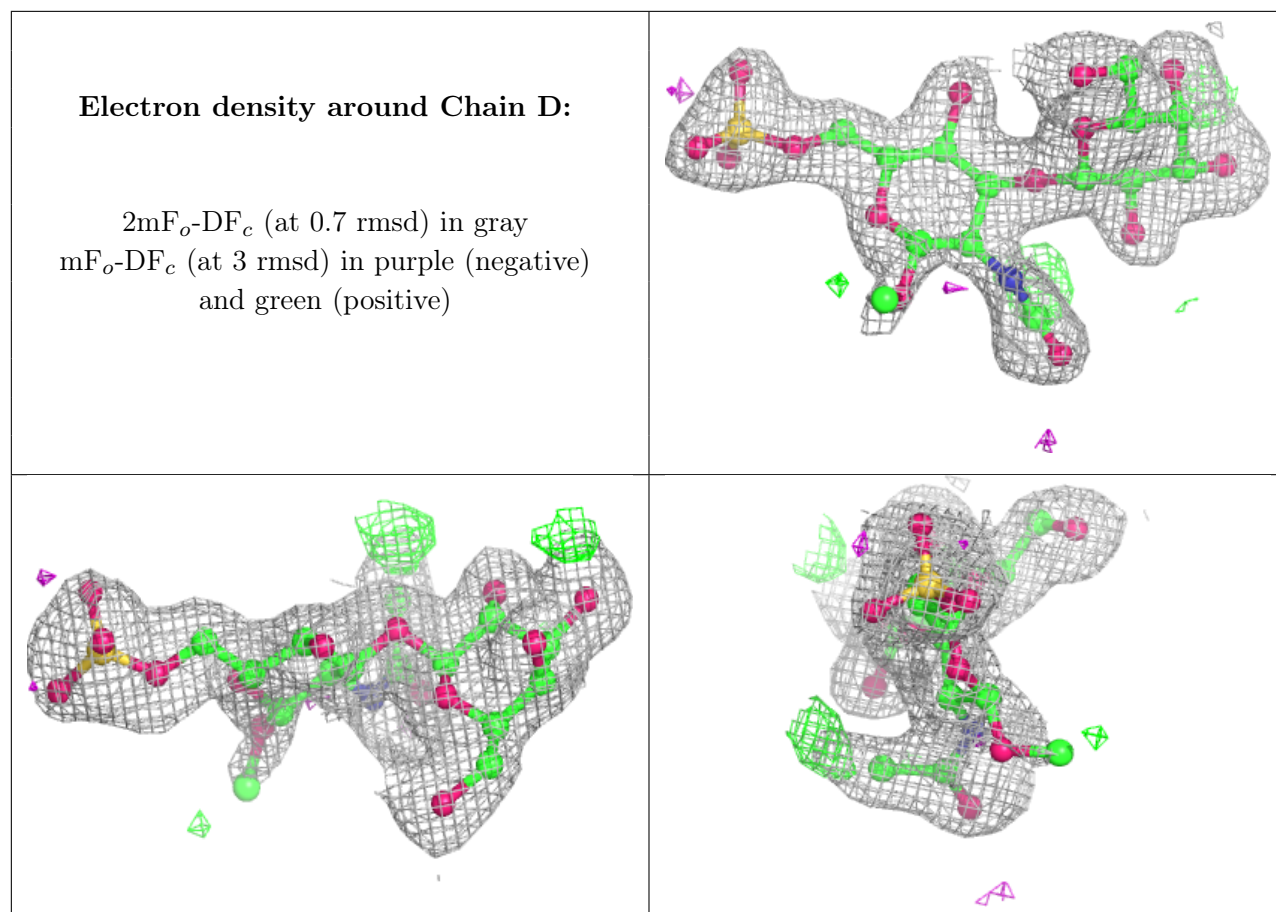 Electron density around Chain D:
2mFo-DFc (at 0.7 rmsd) in gray
mFo-DFc (at 3 rmsd) in purple (negative)
and green (positive)